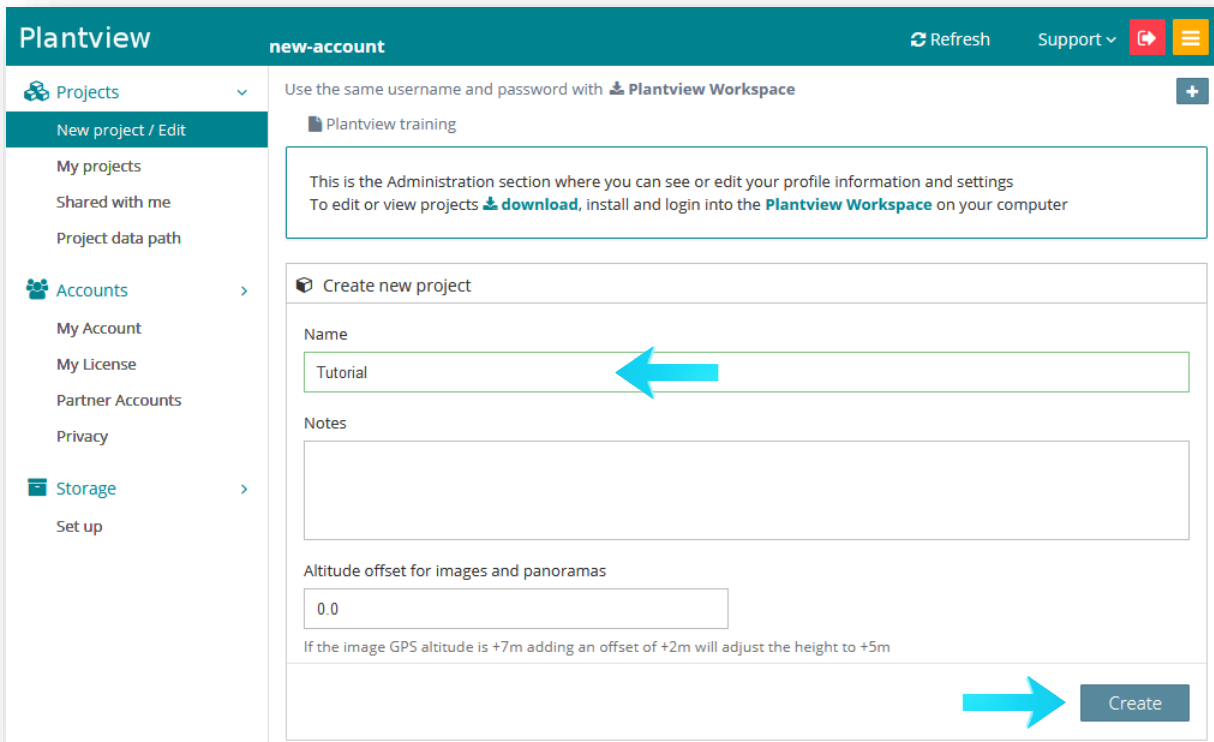 Plantview
new-account
Refresh
Support
Projects
New project / Edit
My projects
Shared with me
Project data path
Accounts
My Account
My License
Partner Accounts
Privacy
Storage
Set up
Use the same username and password with Plantview Workspace
Plantview training
This is the Administration section where you can see or edit your profile information and settings
To edit or view projects download, install and login into the Plantview Workspace on your computer
Create new project
Name
Tutorial
Notes
Altitude offset for images and panoramas
0.0
If the image GPS altitude is +7m adding an offset of +2m will adjust the height to +5m
Create